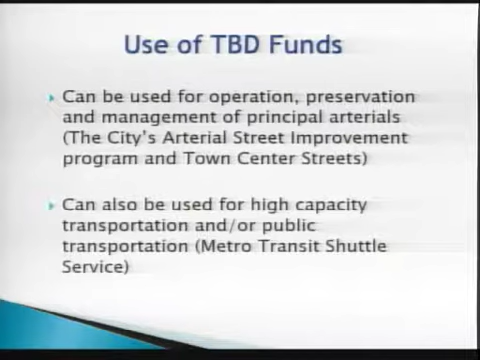 Use of TBD Funds
Can be used for operation, preservation
and management of principal arterials
(The City's Arterial Street Improvement
program and Town Center Streets)
Can also be used for high capacity
transportation and/or public
transportation (Metro Transit Shuttle
Service)